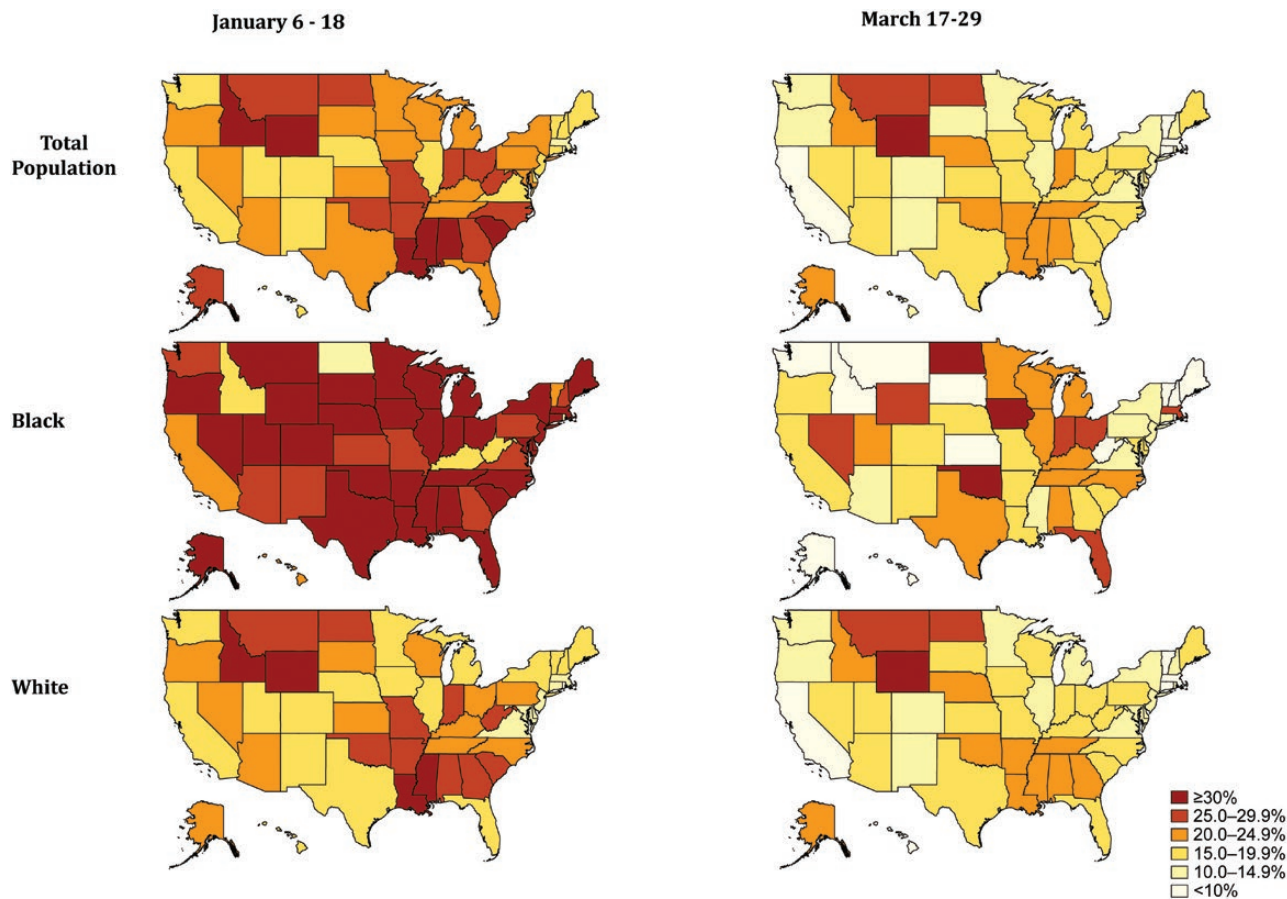 January 6 - 18
March 17-29
Total
Population
Black
White
≥30%
25.0–29.9%
20.0–24.9%
15.0–19.9%
10.0–14.9%
<10%